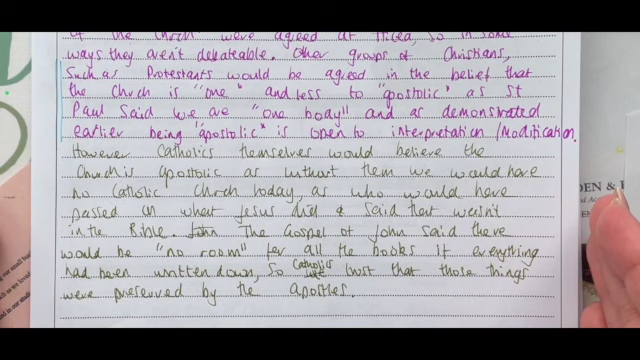 of the Chrch were agreed at Nicea, so in some
ways they aren't debateable. Other groups of Christians,
Such as Protestants would be agreed in the belief that
the Chrch is "one" and less to "apostolic" as St
Paul said we are "one body" and as demonstrated
earlier being "apostolic" is open to interpretation/modification.
However Catholics themselves would believe the
Church is apostolic as without them we would have
no Catholic Chrch today, as who would have
passed on what Jesus did & said that wasn't
in the Bible. John The Gospel of John said there
would be "no room" for all the books if everything
had been written down, so Catholics trust that those things
were preserved by the apostles.
DEN &